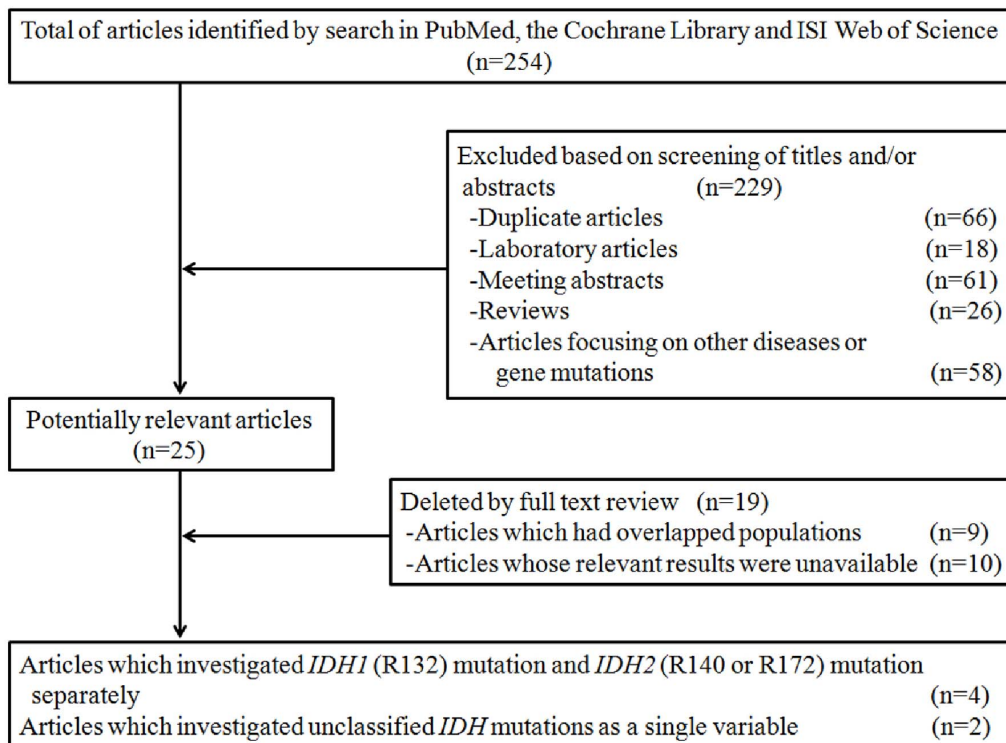 Total of articles identified by search in PubMed, the Cochrane Library and ISI Web of Science
(n=254)
Excluded based on screening of titles and/or
abstracts (n=229)
-Duplicate articles (n=66)
-Laboratory articles (n=18)
-Meeting abstracts (n=61)
-Reviews (n=26)
-Articles focusing on other diseases or
gene mutations (n=58)
Potentially relevant articles
(n=25)
Deleted by full text review (n=19)
-Articles which had overlapped populations (n=9)
-Articles whose relevant results were unavailable (n=10)
Articles which investigated IDH1 (R132) mutation and IDH2 (R140 or R172) mutation
separately (n=4)
Articles which investigated unclassified IDH mutations as a single variable (n=2)